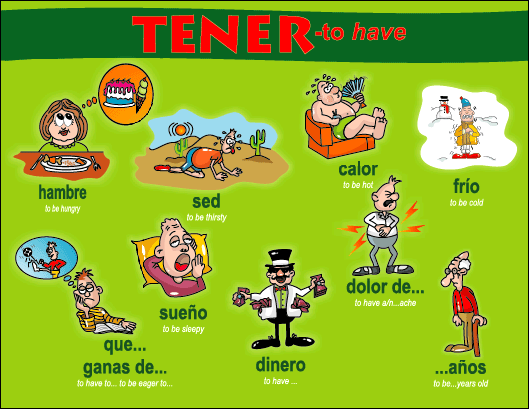 TENER-to have
hambre
to be hungry
sed
to be thirsty
calor
to be hot
frío
to be cold
que...
ganas de...
to have to... to be eager to...
sueño
to be sleepy
dinero
to have ...
dolor de...
to have a/n...ache
...años
to be...years old